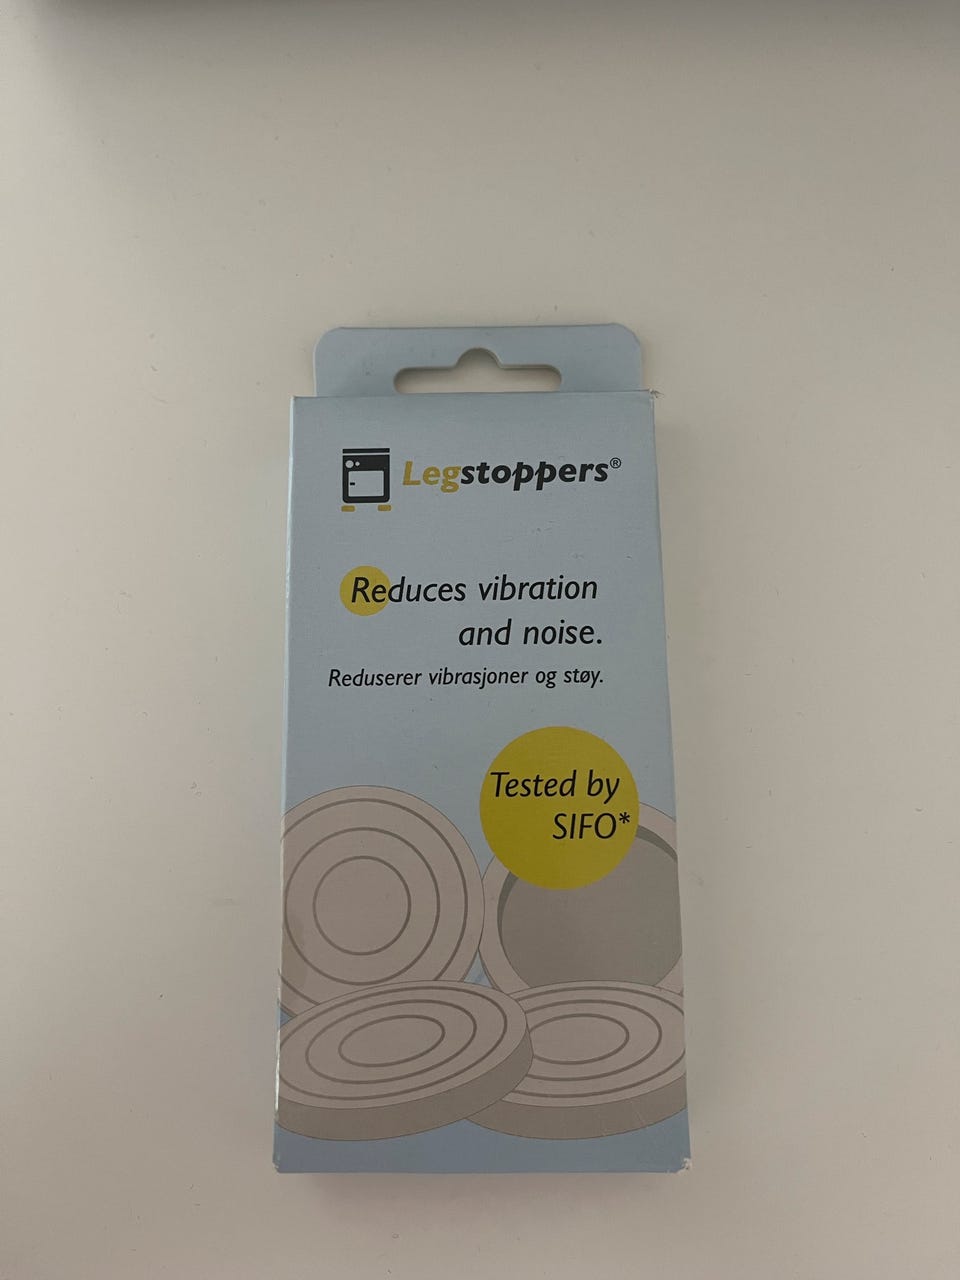 Legstoppers®
Reduces vibration
and noise.
Reduserer vibrasjoner og støy.
Tested by
SIFO*